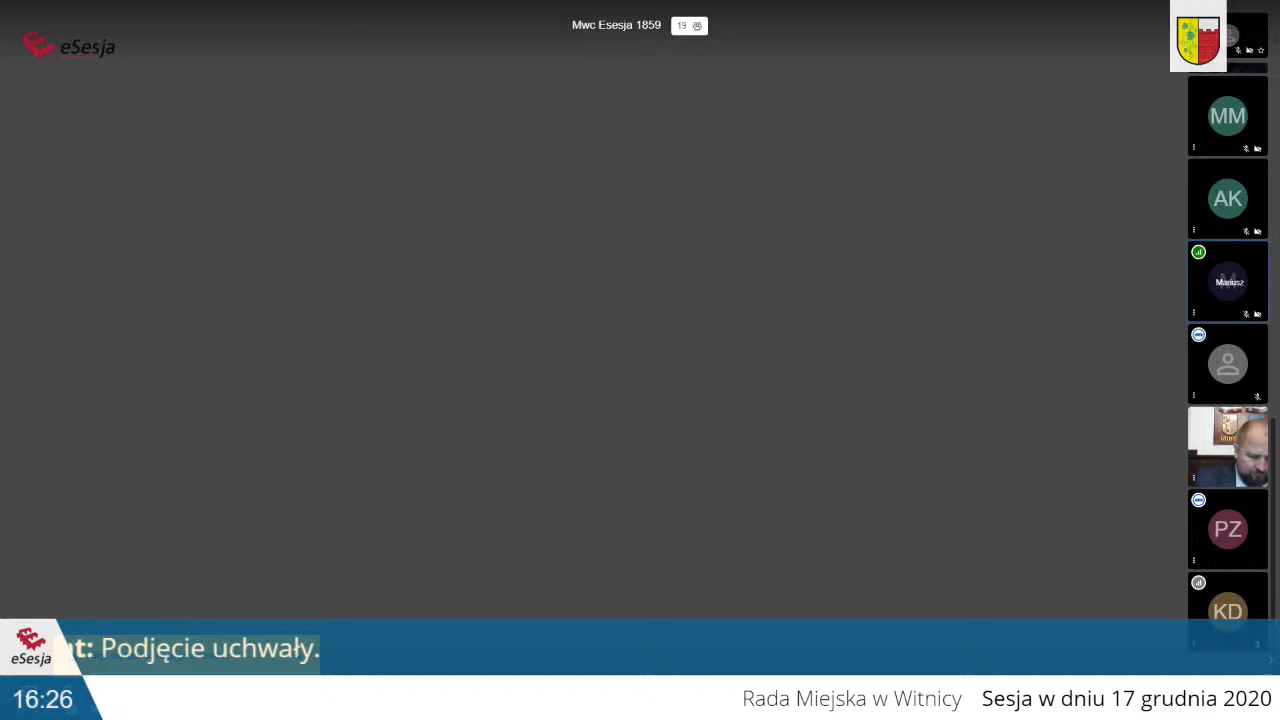 Mwc Esesja 1859 19
eSesja
MM
AK
Mariusz
PZ
KD
eSesja
t: Podjęcie uchwały.
16:26
Rada Miejska w Witnicy Sesja w dniu 17 grudnia 2020